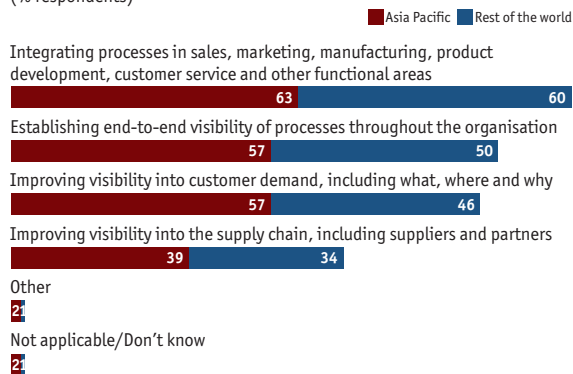 (% respondents)
Asia Pacific Rest of the world
Integrating processes in sales, marketing, manufacturing, product
development, customer service and other functional areas
63 60
Establishing end-to-end visibility of processes throughout the organisation
57 50
Improving visibility into customer demand, including what, where and why
57 46
Improving visibility into the supply chain, including suppliers and partners
39 34
Other
2 1
Not applicable/Don’t know
2 1